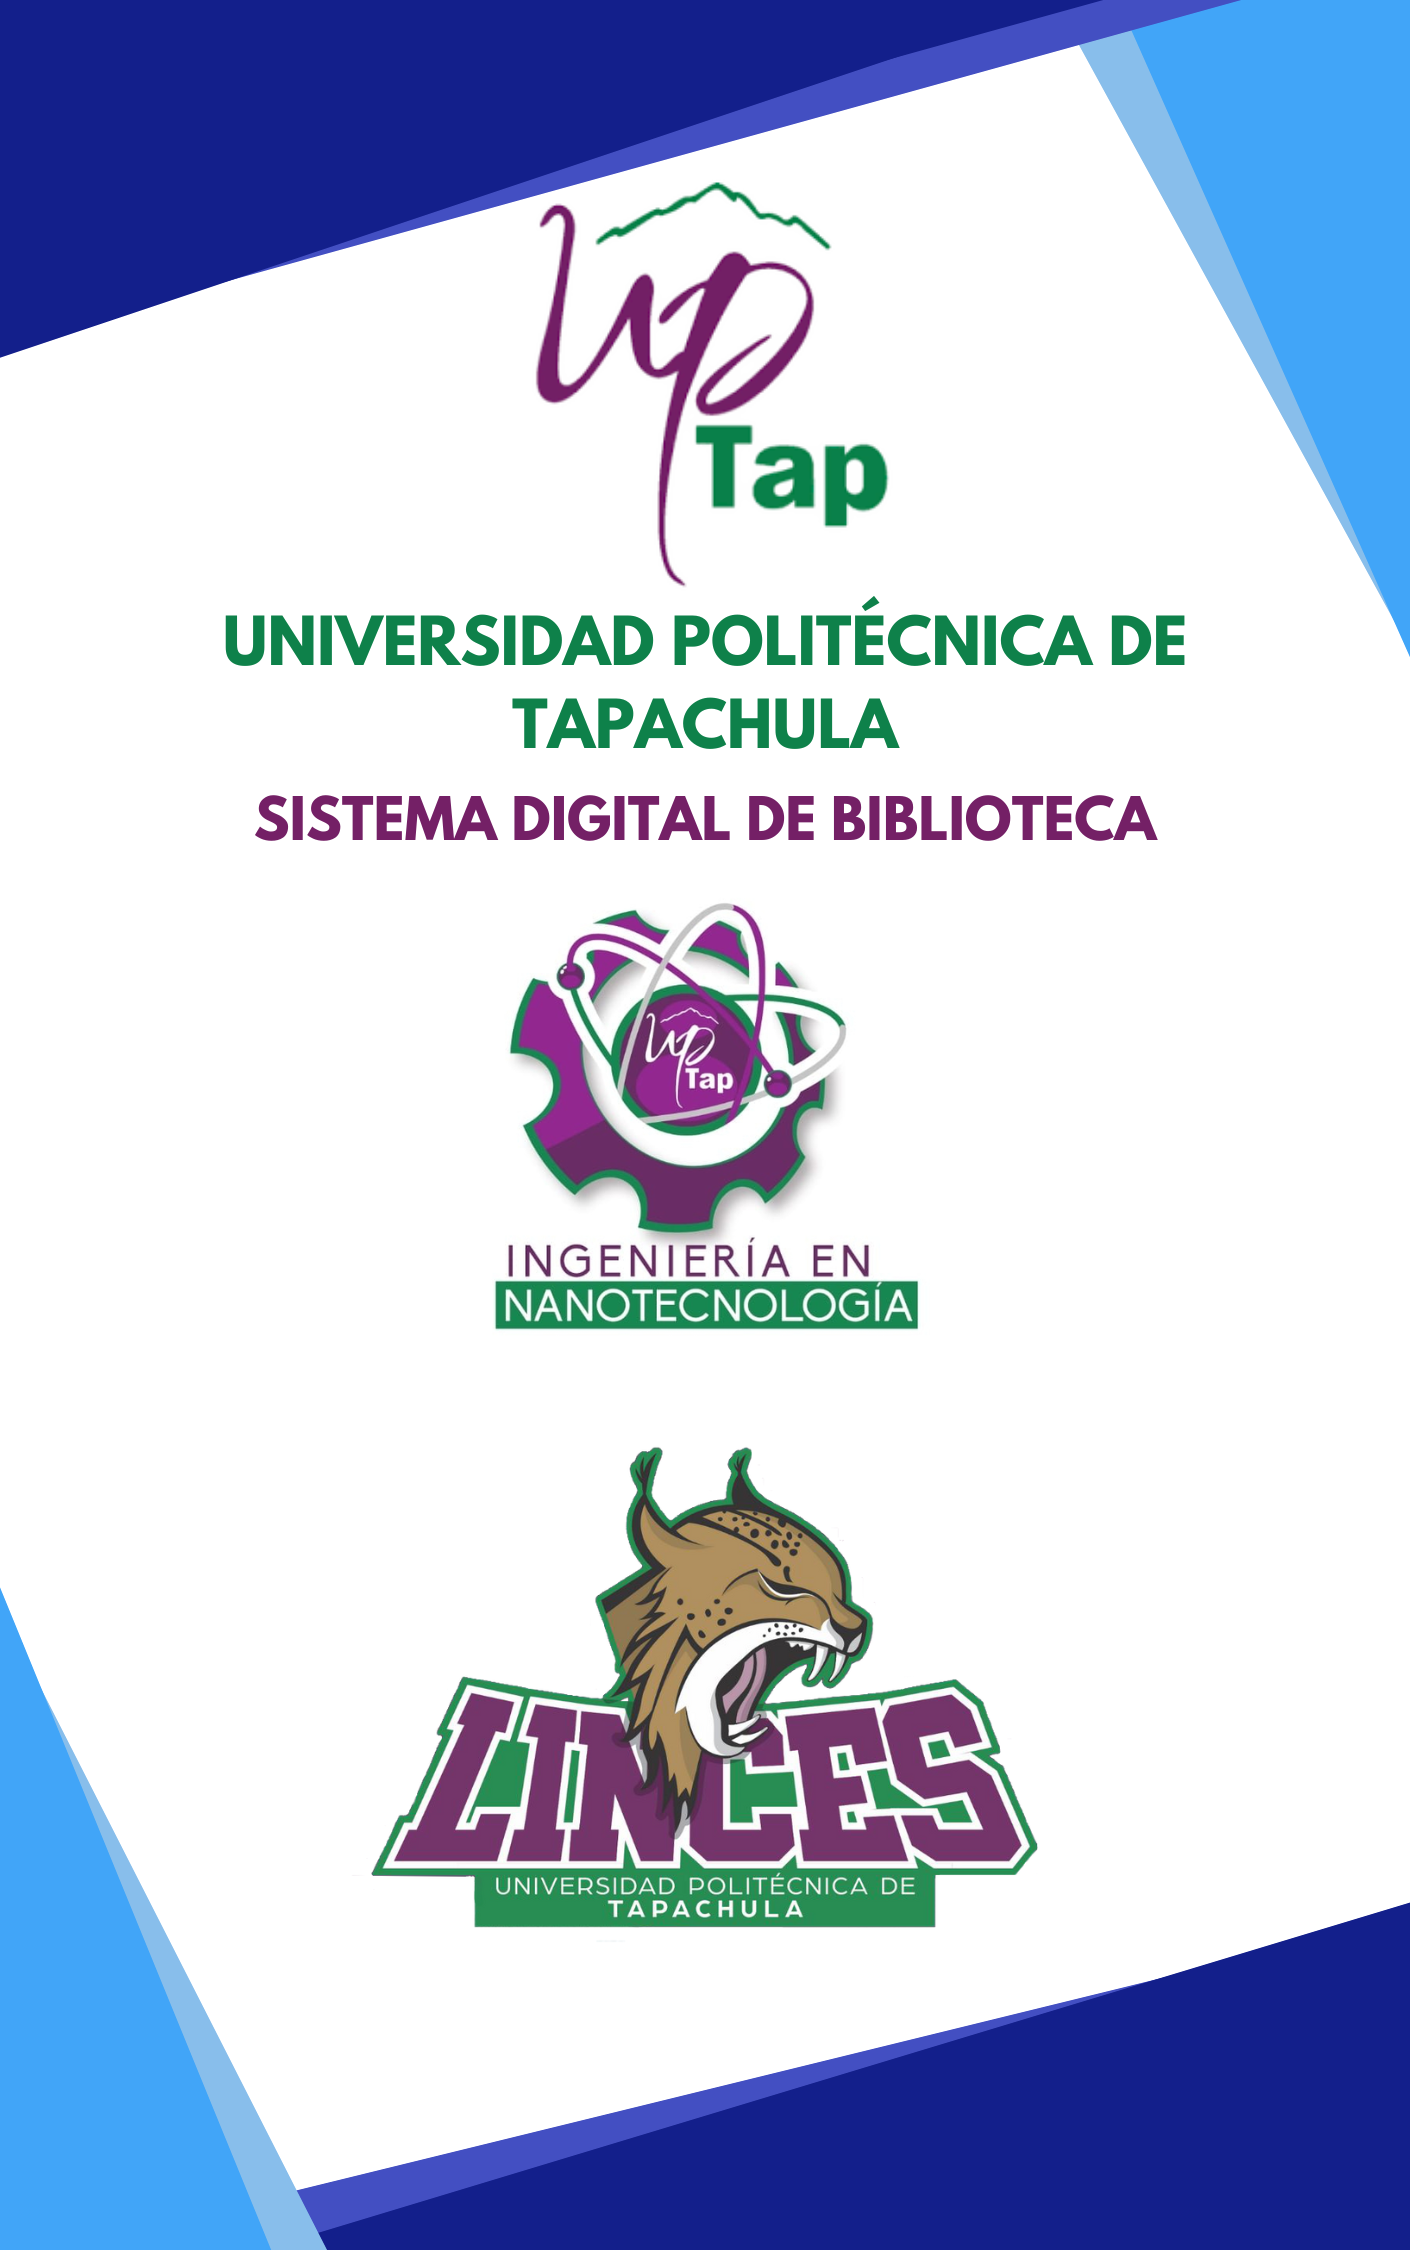 up
Tap
UNIVERSIDAD POLITÉCNICA DE
TAPACHULA
SISTEMA DIGITAL DE BIBLIOTECA
up
Tap
INGENIERÍA EN
NANOTECNOLOGÍA
LINCES
UNIVERSIDAD POLITÉCNICA DE
TAPACHULA